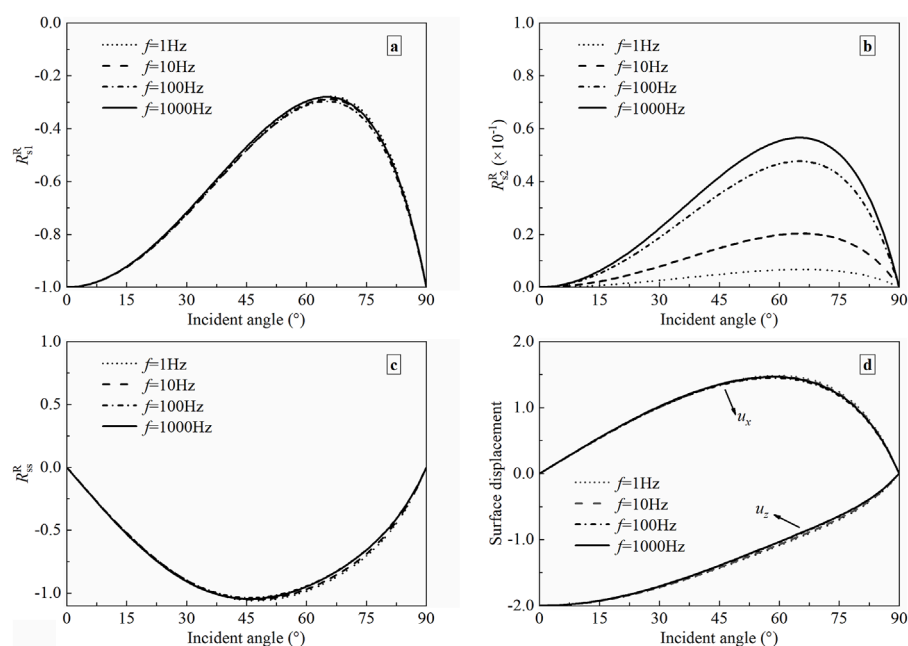 0.0
-0.2
-0.4
-0.6
-0.8
-1.0
R^R_s1
f=1Hz
f=10Hz
f=100Hz
f=1000Hz
a
0 15 30 45 60 75 90
Incident angle (°)
1.0
0.8
0.6
0.4
0.2
0.0
R^R_s2 (×10^-1)
f=1Hz
f=10Hz
f=100Hz
f=1000Hz
b
0 15 30 45 60 75 90
Incident angle (°)
1.0
0.5
0.0
-0.5
-1.0
R^R_ss
f=1Hz
f=10Hz
f=100Hz
f=1000Hz
c
0 15 30 45 60 75 90
Incident angle (°)
2.0
1.0
0.0
-1.0
-2.0
Surface displacement
d
u_x
f=1Hz
f=10Hz
f=100Hz
f=1000Hz
u_z
0 15 30 45 60 75 90
Incident angle (°)